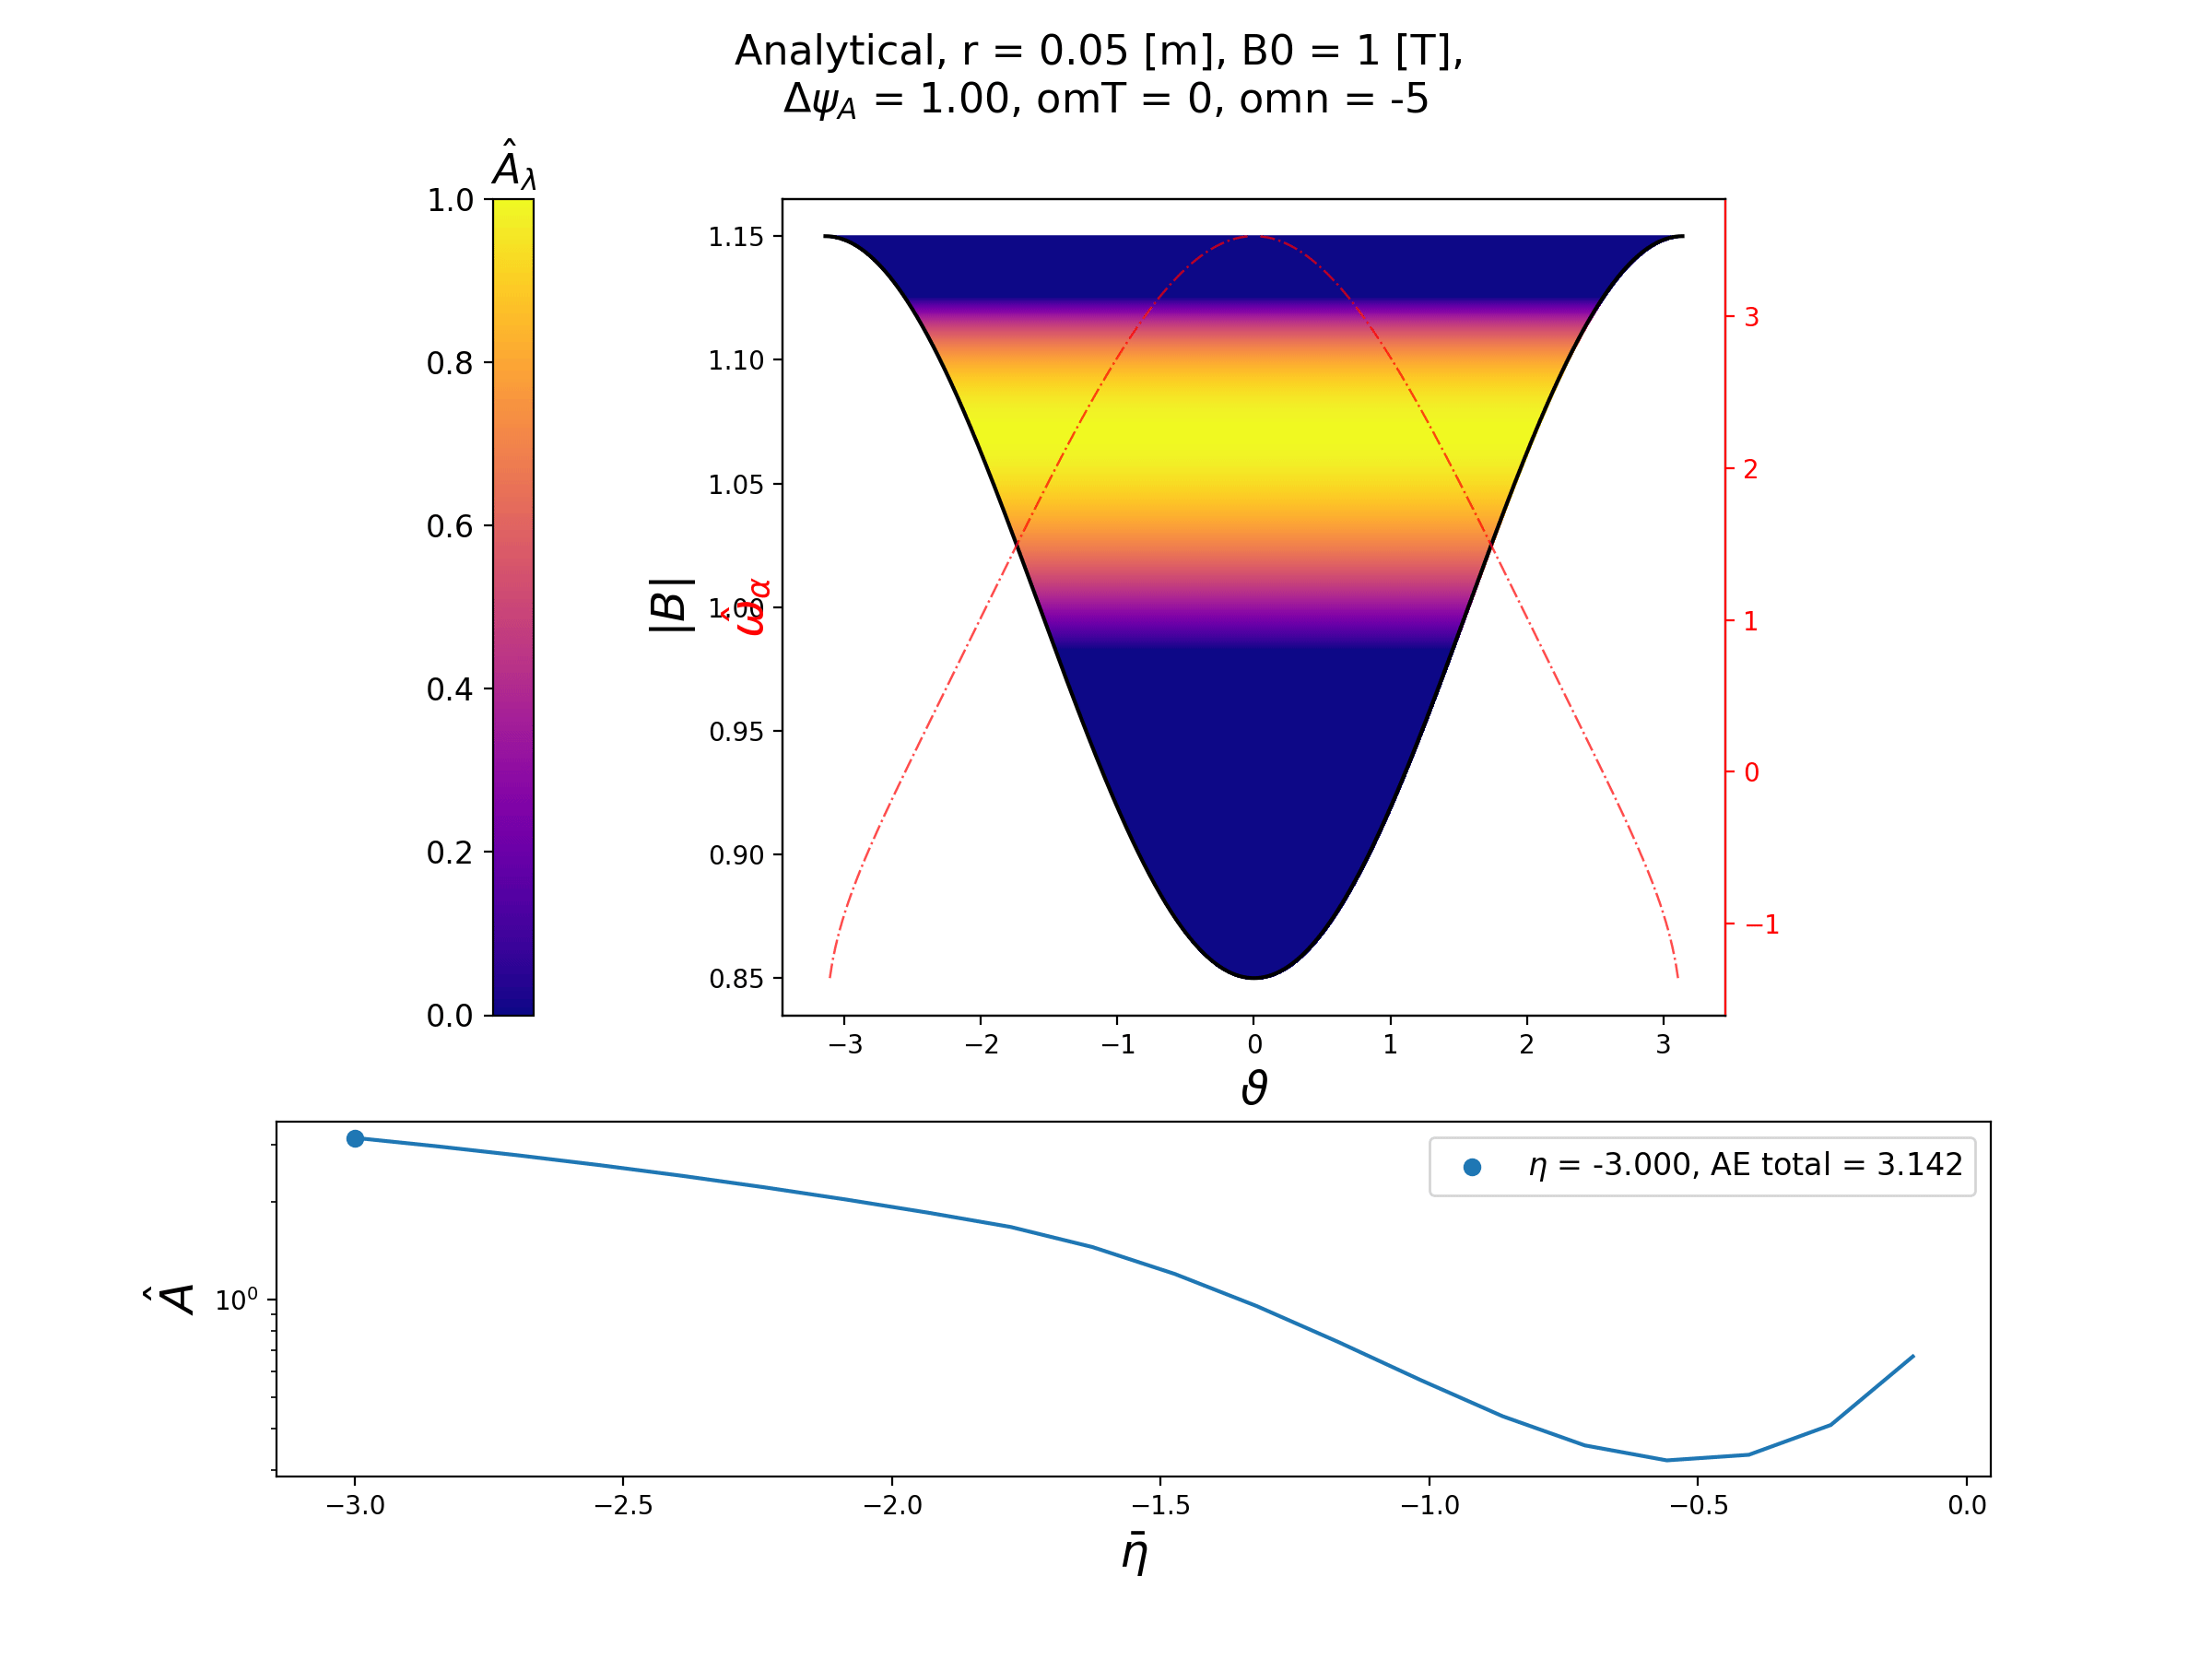 Analytical, r = 0.05 [m], B0 = 1 [T],
Δψ_A = 1.00, omT = 0, omn = -5
Â_λ
1.0
0.8
0.6
0.4
0.2
0.0
|B|
1.15
1.10
1.05
1.00
0.95
0.90
0.85
ω̂_α
3
2
1
0
−1
−3 −2 −1 0 1 2 3
ϑ
η = -3.000, AE total = 3.142
Â
10⁰
−3.0 −2.5 −2.0 −1.5 −1.0 −0.5 0.0
η̄